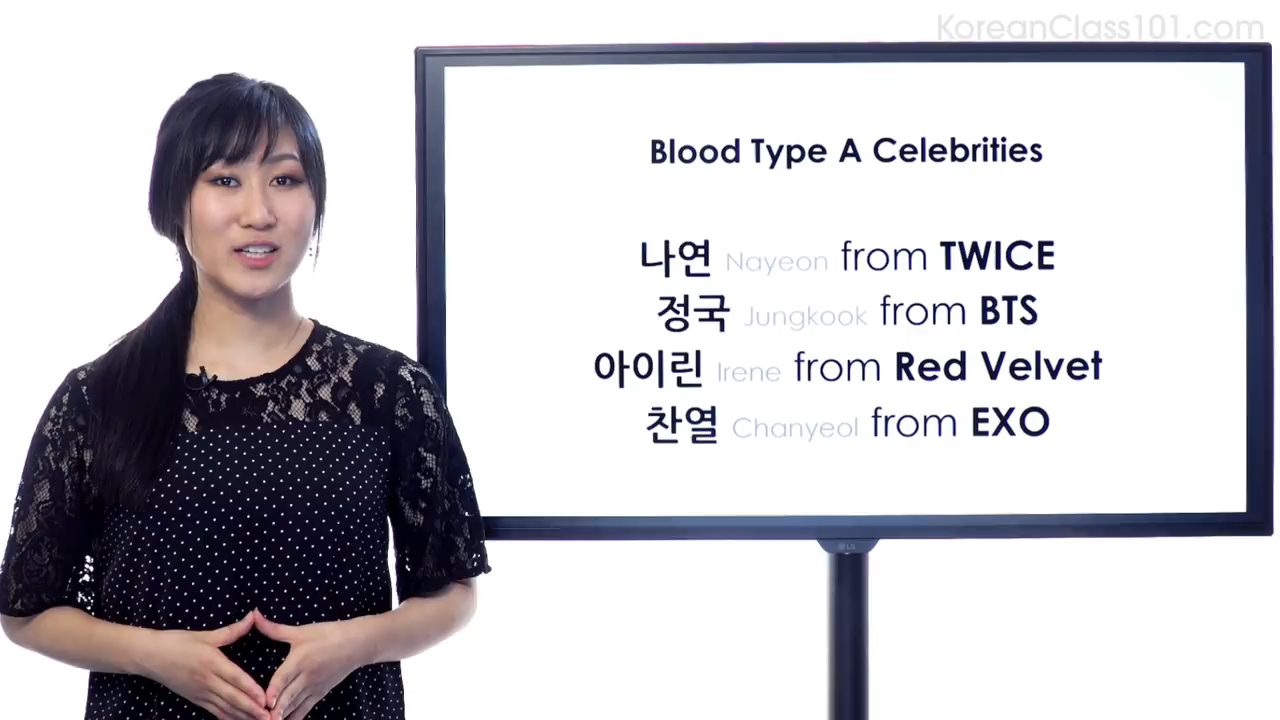 KoreanClass101.com
Blood Type A Celebrities
나연 Nayeon from TWICE
정국 Jungkook from BTS
아이린 Irene from Red Velvet
찬열 Chanyeol from EXO
LG